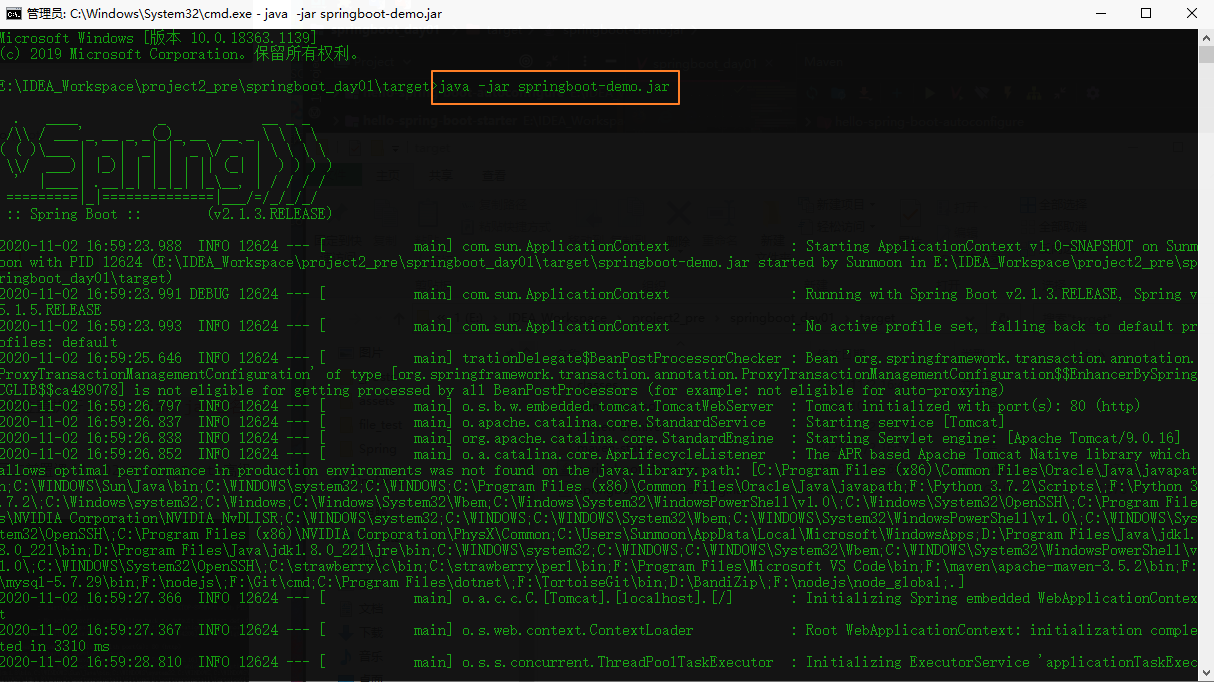 管理员: C:\Windows\System32\cmd.exe - java -jar springboot-demo.jar
Microsoft Windows [版本 10.0.18363.1139]
(c) 2019 Microsoft Corporation。保留所有权利。
E:\IDEA_Workspace\project2_pre\springboot_day01\target>java -jar springboot-demo.jar
Spring
:: Spring Boot :: (v2.1.3.RELEASE)
2020-11-02 16:59:23.988 INFO 12624 --- [ main] com.sun.ApplicationContext : Starting ApplicationContext v1.0-SNAPSHOT on Sunm
oon with PID 12624 (E:\IDEA_Workspace\project2_pre\springboot_day01\target\springboot-demo.jar started by Sunmoon in E:\IDEA_Workspace\project2_pre\sp
ringboot_day01\target)
2020-11-02 16:59:23.991 DEBUG 12624 --- [ main] com.sun.ApplicationContext : Running with Spring Boot v2.1.3.RELEASE, Spring v
5.1.5.RELEASE
2020-11-02 16:59:23.993 INFO 12624 --- [ main] com.sun.ApplicationContext : No active profile set, falling back to default pr
ofiles: default
2020-11-02 16:59:25.646 INFO 12624 --- [ main] trationDelegate$BeanPostProcessorChecker : Bean 'org.springframework.transaction.annotation.
ProxyTransactionManagementConfiguration' of type [org.springframework.transaction.annotation.ProxyTransactionManagementConfiguration$$EnhancerBySpring
CGLIB$$ca489078] is not eligible for getting processed by all BeanPostProcessors (for example: not eligible for auto-proxying)
2020-11-02 16:59:26.797 INFO 12624 --- [ main] o.s.b.w.embedded.tomcat.TomcatWebServer : Tomcat initialized with port(s): 80 (http)
2020-11-02 16:59:26.837 INFO 12624 --- [ main] o.apache.catalina.core.StandardService : Starting service [Tomcat]
2020-11-02 16:59:26.838 INFO 12624 --- [ main] org.apache.catalina.core.StandardEngine : Starting Servlet engine: [Apache Tomcat/9.0.16]
2020-11-02 16:59:26.852 INFO 12624 --- [ main] o.a.catalina.core.AprLifecycleListener : The APR based Apache Tomcat Native library which
allows optimal performance in production environments was not found on the java.library.path: [C:\Program Files (x86)\Common Files\Oracle\Java\javapat
h;C:\WINDOWS\Sun\Java\bin;C:\WINDOWS\system32;C:\WINDOWS;C:\Program Files (x86)\Common Files\Oracle\Java\javapath;F:\Python 3.7.2\Scripts\;F:\Python 3
.7.2\;C:\Windows\system32;C:\Windows;C:\Windows\System32\Wbem;C:\Windows\System32\WindowsPowerShell\v1.0\;C:\Windows\System32\OpenSSH\;C:\Program File
s\NVIDIA Corporation\NVIDIA NvDLISR;C:\WINDOWS\system32;C:\WINDOWS;C:\WINDOWS\System32\Wbem;C:\WINDOWS\System32\WindowsPowerShell\v1.0\;C:\WINDOWS\Sys
tem32\OpenSSH\;C:\Program Files (x86)\NVIDIA Corporation\PhysX\Common;C:\Users\Sunmoon\AppData\Local\Microsoft\WindowsApps;D:\Program Files\Java\jdk1.
8.0_221\bin;D:\Program Files\Java\jdk1.8.0_221\jre\bin;C:\WINDOWS\system32;C:\WINDOWS;C:\WINDOWS\System32\Wbem;C:\WINDOWS\System32\WindowsPowerShell\v
1.0\;C:\WINDOWS\System32\OpenSSH\;C:\strawberry\c\bin;C:\strawberry\perl\bin;F:\Program Files\Microsoft VS Code\bin;F:\maven\apache-maven-3.5.2\bin;F:
\mysql-5.7.29\bin;F:\nodejs\;F:\Git\cmd;C:\Program Files\dotnet\;F:\TortoiseGit\bin;D:\BandiZip\;F:\nodejs\node_global;.]
2020-11-02 16:59:27.366 INFO 12624 --- [ main] o.a.c.c.C.[Tomcat].[localhost].[/] : Initializing Spring embedded WebApplicationContex
t
2020-11-02 16:59:27.367 INFO 12624 --- [ main] o.s.web.context.ContextLoader : Root WebApplicationContext: initialization comple
ted in 3310 ms
2020-11-02 16:59:28.810 INFO 12624 --- [ main] o.s.s.concurrent.ThreadPoolTaskExecutor : Initializing ExecutorService 'applicationTaskExec